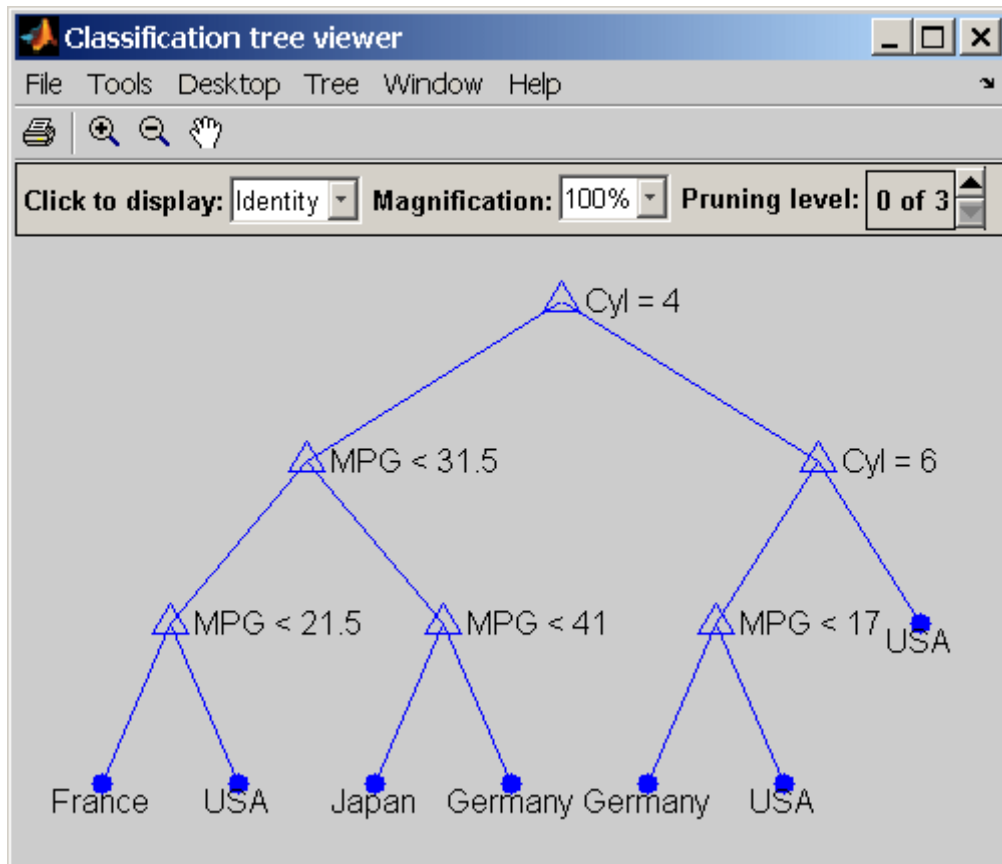 Classification tree viewer
File Tools Desktop Tree Window Help
Click to display: Identity Magnification: 100% Pruning level: 0 of 3
Cyl = 4
MPG < 31.5
Cyl = 6
MPG < 21.5
MPG < 41
MPG < 17
USA
France
USA
Japan
Germany
Germany
USA